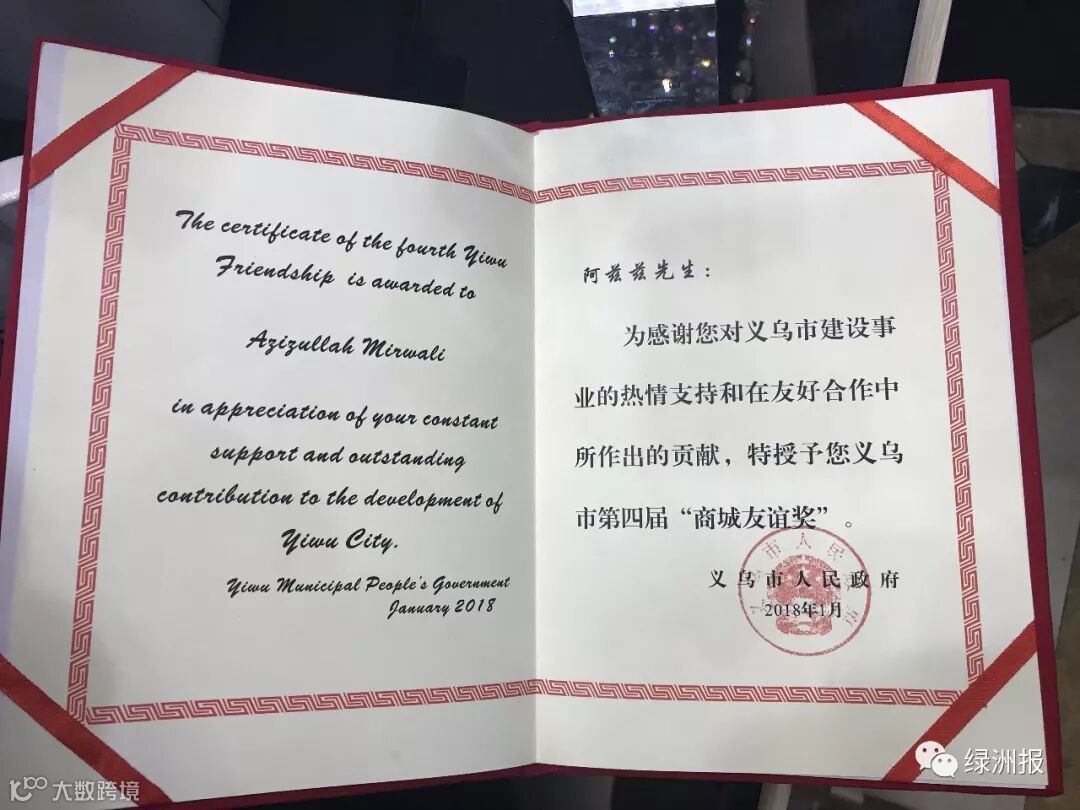 The certificate of the fourth Yiwu
Friendship is awarded to
Azizullah Mirwali
in appreciation of your constant
support and outstanding
contribution to the development of
Yiwu City.
Yiwu Municipal People's Government
January 2018
阿兹兹先生：
为感谢您对义乌市建设事
业的热情支持和在友好合作中
所作出的贡献，特授予您义乌
市第四届“商城友谊奖”。
义乌市人民政府
2018年1月
绿洲报
大数跨境